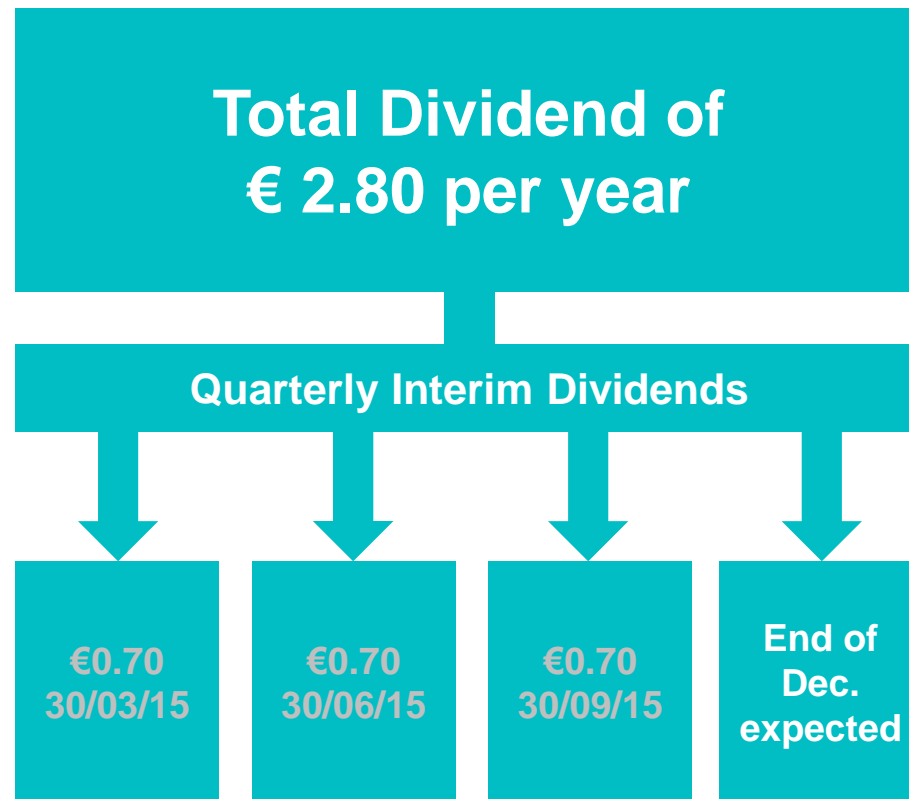 Total Dividend of
€ 2.80 per year
Quarterly Interim Dividends
€0.70
30/03/15
€0.70
30/06/15
€0.70
30/09/15
End of
Dec.
expected